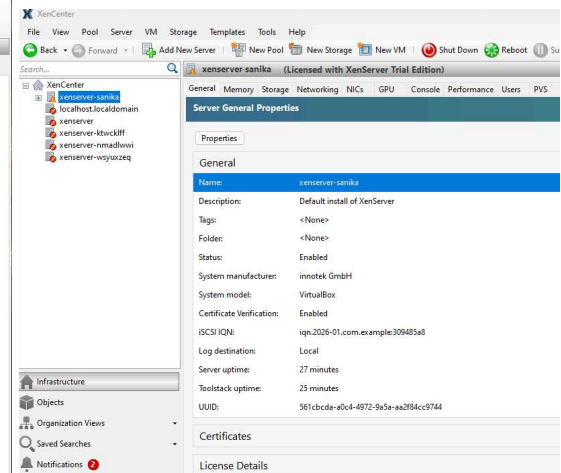 XenCenter
File View Pool Server VM Storage Templates Tools Help
Back Forward Add New Server New Pool New Storage New VM Shut Down Reboot Su
Search...
XenCenter
xenserver-sanika
localhost.localdomain
xenserver
xenserver-ktwcklff
xenserver-nmadlwwi
xenserver-wsyuxzeq
Infrastructure
Objects
Organization Views
Saved Searches
Notifications 2
xenserver-sanika (Licensed with XenServer Trial Edition)
General Memory Storage Networking NICs GPU Console Performance Users PVS
Server General Properties
Properties
General
Name: xenserver-sanika
Description: Default install of XenServer
Tags: <None>
Folder: <None>
Status: Enabled
System manufacturer: innotek GmbH
System model: VirtualBox
Certificate Verification: Enabled
iSCSI IQN: iqn.2026-01.com.example:309485a8
Log destination: Local
Server uptime: 27 minutes
Toolstack uptime: 25 minutes
UUID: 561cbcda-a0c4-4972-9a5a-aa2f84cc9744
Certificates
License Details